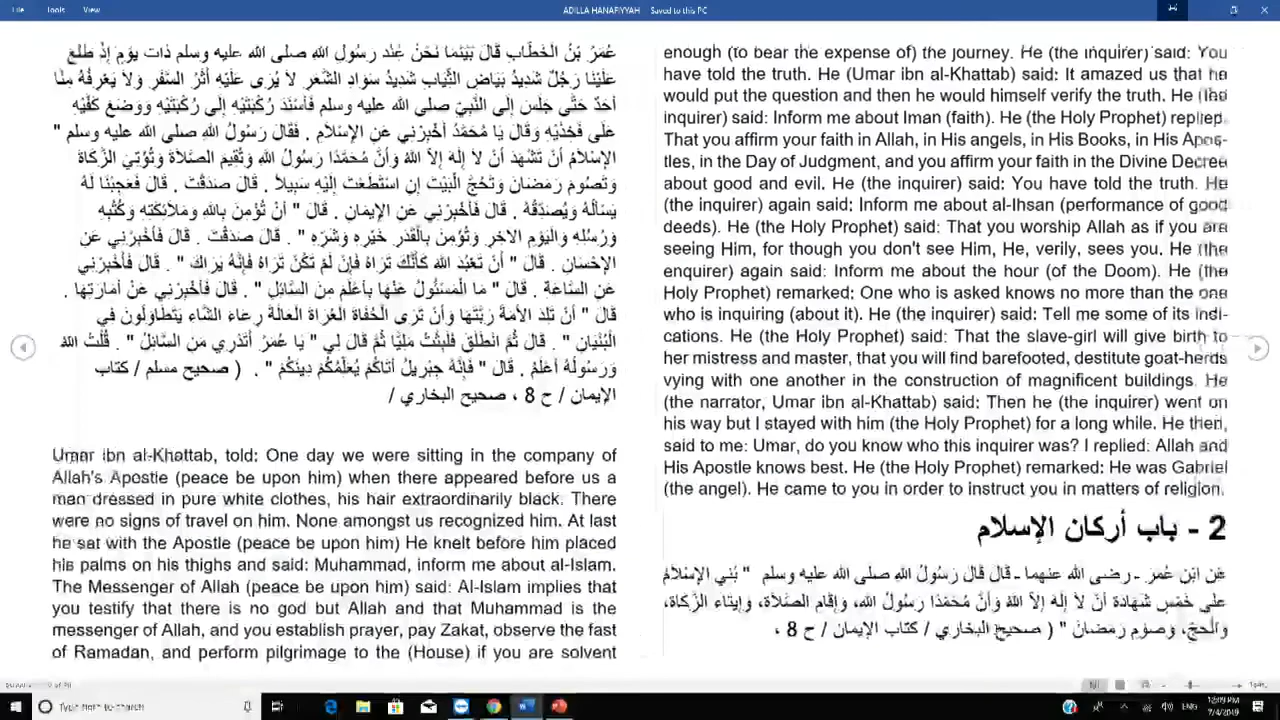 File Tools View
ADILLA HANAFIYYAH - Saved to this PC
عُمَرُ بْنُ الْخَطَّابِ قَالَ بَيْنَمَا نَحْنُ عِنْدَ رَسُولِ اللهِ صلى الله عليه وسلم ذَاتَ يَوْمٍ إِذْ طَلَعَ
عَلَيْنَا رَجُلٌ شَدِيدُ بَيَاضِ الثِّيَابِ شَدِيدُ سَوَادِ الشَّعَرِ لاَ يُرَى عَلَيْهِ أَثَرُ السَّفَرِ وَلاَ يَعْرِفُهُ مِنَّا
أَحَدٌ حَتَّى جَلَسَ إِلَى النَّبِيِّ صلى الله عليه وسلم فَأَسْنَدَ رُكْبَتَيْهِ إِلَى رُكْبَتَيْهِ وَوَضَعَ كَفَّيْهِ
عَلَى فَخِذَيْهِ وَقَالَ يَا مُحَمَّدُ أَخْبِرْنِي عَنِ الإِسْلاَمِ . فَقَالَ رَسُولُ اللهِ صلى الله عليه وسلم "
الإِسْلاَمُ أَنْ تَشْهَدَ أَنْ لاَ إِلَهَ إِلاَّ اللهُ وَأَنَّ مُحَمَّدًا رَسُولُ اللهِ وَتُقِيمَ الصَّلاَةَ وَتُؤْتِيَ الزَّكَاةَ
وَتَصُومَ رَمَضَانَ وَتَحُجَّ الْبَيْتَ إِنِ اسْتَطَعْتَ إِلَيْهِ سَبِيلاً . قَالَ صَدَقْتَ . قَالَ فَعَجِبْنَا لَهُ
يَسْأَلُهُ وَيُصَدِّقُهُ . قَالَ فَأَخْبِرْنِي عَنِ الإِيمَانِ . قَالَ " أَنْ تُؤْمِنَ بِاللهِ وَمَلاَئِكَتِهِ وَكُتُبِهِ
وَرُسُلِهِ وَالْيَوْمِ الآخِرِ وَتُؤْمِنَ بِالْقَدَرِ خَيْرِهِ وَشَرِّهِ " . قَالَ صَدَقْتَ . قَالَ فَأَخْبِرْنِي عَنِ
الإِحْسَانِ . قَالَ " أَنْ تَعْبُدَ اللهَ كَأَنَّكَ تَرَاهُ فَإِنْ لَمْ تَكُنْ تَرَاهُ فَإِنَّهُ يَرَاكَ " . قَالَ فَأَخْبِرْنِي
عَنِ السَّاعَةِ . قَالَ " مَا الْمَسْئُولُ عَنْهَا بِأَعْلَمَ مِنَ السَّائِلِ " . قَالَ فَأَخْبِرْنِي عَنْ أَمَارَتِهَا .
قَالَ " أَنْ تَلِدَ الأَمَةُ رَبَّتَهَا وَأَنْ تَرَى الْحُفَاةَ الْعُرَاةَ الْعَالَةَ رِعَاءَ الشَّاءِ يَتَطَاوَلُونَ فِي
الْبُنْيَانِ " . قَالَ ثُمَّ انْطَلَقَ فَلَبِثْتُ مَلِيًّا ثُمَّ قَالَ لِي " يَا عُمَرُ أَتَدْرِي مَنِ السَّائِلُ " . قُلْتُ اللهُ
وَرَسُولُهُ أَعْلَمُ . قَالَ " فَإِنَّهُ جِبْرِيلُ أَتَاكُمْ يُعَلِّمُكُمْ دِينَكُمْ " . ( صحيح مسلم / كتاب
الإيمان / ح 8 ، صحيح البخاري /
Umar ibn al-Khattab, told: One day we were sitting in the company of
Allah's Apostle (peace be upon him) when there appeared before us a
man dressed in pure white clothes, his hair extraordinarily black. There
were no signs of travel on him. None amongst us recognized him. At last
he sat with the Apostle (peace be upon him) He knelt before him placed
his palms on his thighs and said: Muhammad, inform me about al-Islam.
The Messenger of Allah (peace be upon him) said: Al-Islam implies that
you testify that there is no god but Allah and that Muhammad is the
messenger of Allah, and you establish prayer, pay Zakat, observe the fast
of Ramadan, and perform pilgrimage to the (House) if you are solvent
enough (to bear the expense of) the journey. He (the inquirer) said: You
have told the truth. He (Umar ibn al-Khattab) said: It amazed us that he
would put the question and then he would himself verify the truth. He (the
inquirer) said: Inform me about Iman (faith). He (the Holy Prophet) replied:
That you affirm your faith in Allah, in His angels, in His Books, in His Apos-
tles, in the Day of Judgment, and you affirm your faith in the Divine Decree
about good and evil. He (the inquirer) said: You have told the truth. He
(the inquirer) again said: Inform me about al-Ihsan (performance of good
deeds). He (the Holy Prophet) said: That you worship Allah as if you are
seeing Him, for though you don't see Him, He, verily, sees you. He (the
enquirer) again said: Inform me about the hour (of the Doom). He (the
Holy Prophet) remarked: One who is asked knows no more than the one
who is inquiring (about it). He (the inquirer) said: Tell me some of its indi-
cations. He (the Holy Prophet) said: That the slave-girl will give birth to
her mistress and master, that you will find barefooted, destitute goat-herds
vying with one another in the construction of magnificent buildings. He
(the narrator, Umar ibn al-Khattab) said: Then he (the inquirer) went on
his way but I stayed with him (the Holy Prophet) for a long while. He then,
said to me: Umar, do you know who this inquirer was? I replied: Allah and
His Apostle knows best. He (the Holy Prophet) remarked: He was Gabriel
(the angel). He came to you in order to instruct you in matters of religion.
2 - باب أركان الإسلام
عَنِ ابْنِ عُمَرَ ـ رضى الله عنهما ـ قَالَ قَالَ رَسُولُ اللهِ صلى الله عليه وسلم " بُنِيَ الإِسْلاَمُ
عَلَى خَمْسٍ شَهَادَةِ أَنْ لاَ إِلَهَ إِلاَّ اللهُ وَأَنَّ مُحَمَّدًا رَسُولُ اللهِ، وَإِقَامِ الصَّلاَةِ، وَإِيتَاءِ الزَّكَاةِ،
وَالْحَجِّ، وَصَوْمِ رَمَضَانَ " ( صحيح البخاري / كتاب الإيمان / ح 8 ،
Type here to search
ENG
12:09 PM
7/4/2019